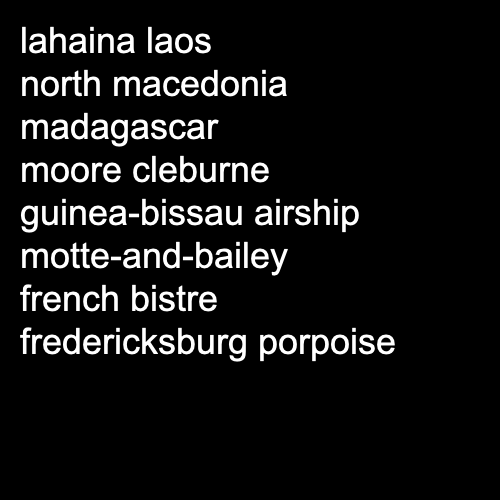 lahaina laos
north macedonia
madagascar
moore cleburne
guinea-bissau airship
motte-and-bailey
french bistre
fredericksburg porpoise